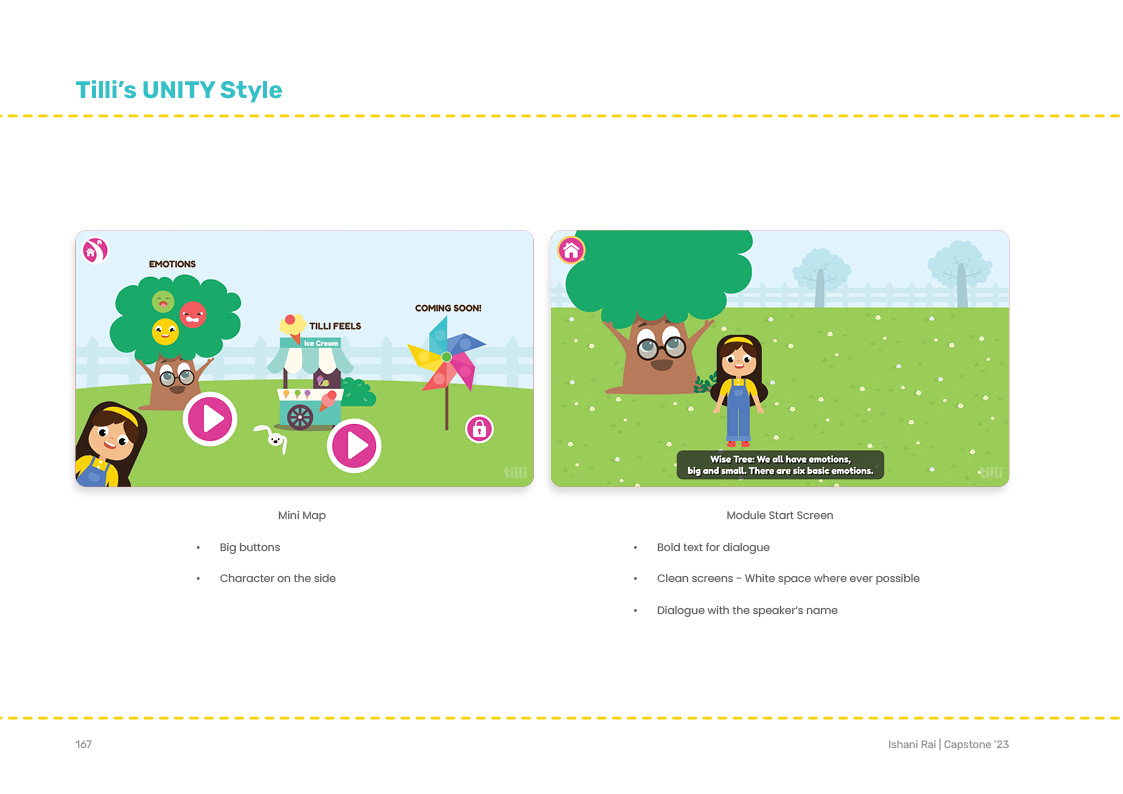 Tilli's UNITY Style
EMOTIONS
TILLI FEELS
Ice Cream
COMING SOON!
tilli
Wise Tree: We all have emotions,
big and small. There are six basic emotions.
tilli
Mini Map
• Big buttons
• Character on the side
Module Start Screen
• Bold text for dialogue
• Clean screens - White space where ever possible
• Dialogue with the speaker's name
167
Ishani Rai | Capstone '23